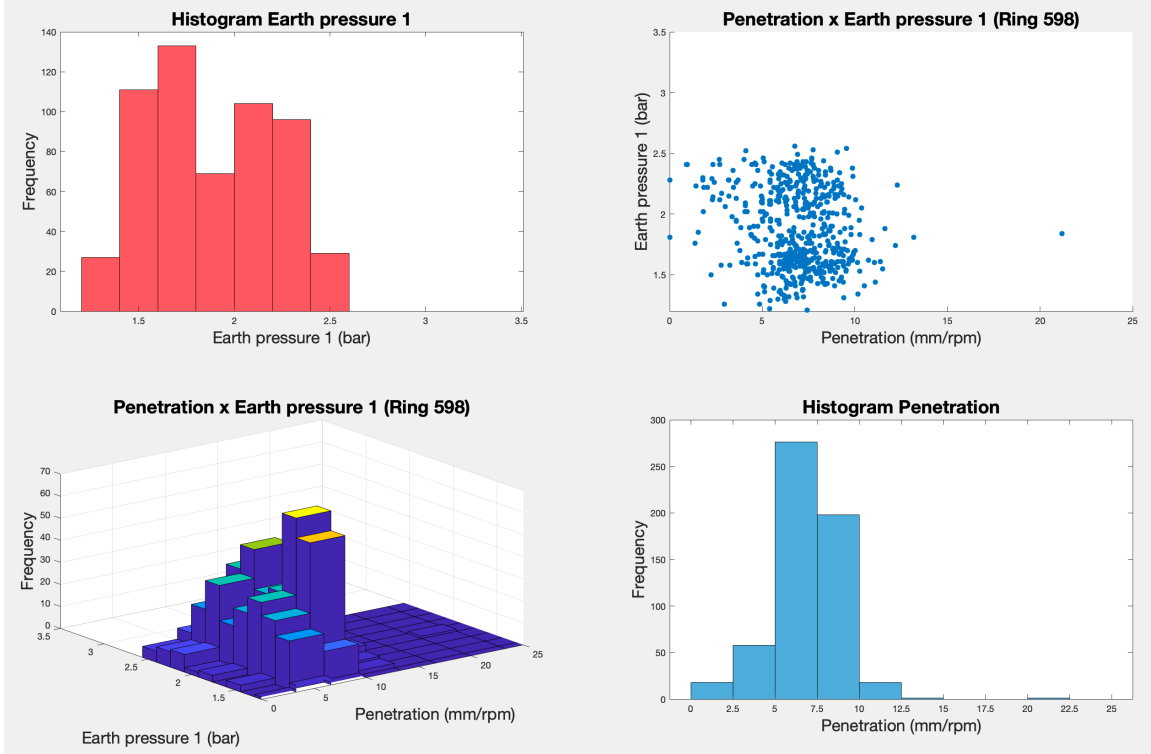 Histogram Earth pressure 1
140
120
100
80
60
40
20
0
Frequency
1.5 2 2.5 3 3.5
Earth pressure 1 (bar)
Penetration x Earth pressure 1 (Ring 598)
3.5
3
2.5
2
1.5
Earth pressure 1 (bar)
0 5 10 15 20 25
Penetration (mm/rpm)
Penetration x Earth pressure 1 (Ring 598)
70
60
50
40
30
20
10
0
Frequency
3.5
3
2.5
2
1.5
0
5
10
15
20
25
Penetration (mm/rpm)
Earth pressure 1 (bar)
Histogram Penetration
300
250
200
150
100
50
0
Frequency
0 2.5 5 7.5 10 12.5 15 17.5 20 22.5 25
Penetration (mm/rpm)